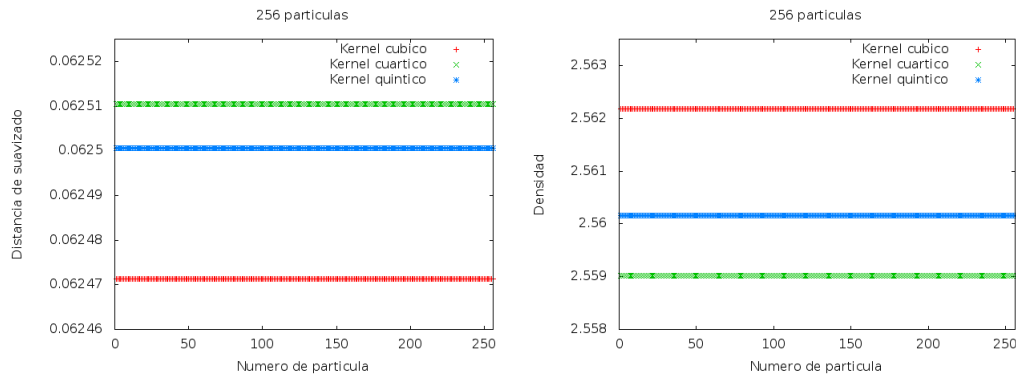 256 particulas
Kernel cubico
Kernel cuartico
Kernel quintico
0.06252
0.06251
0.0625
0.06249
0.06248
0.06247
0.06246
Distancia de suavizado
0 50 100 150 200 250
Numero de particula
256 particulas
Kernel cubico
Kernel cuartico
Kernel quintico
2.563
2.562
2.561
2.56
2.559
2.558
Densidad
0 50 100 150 200 250
Numero de particula